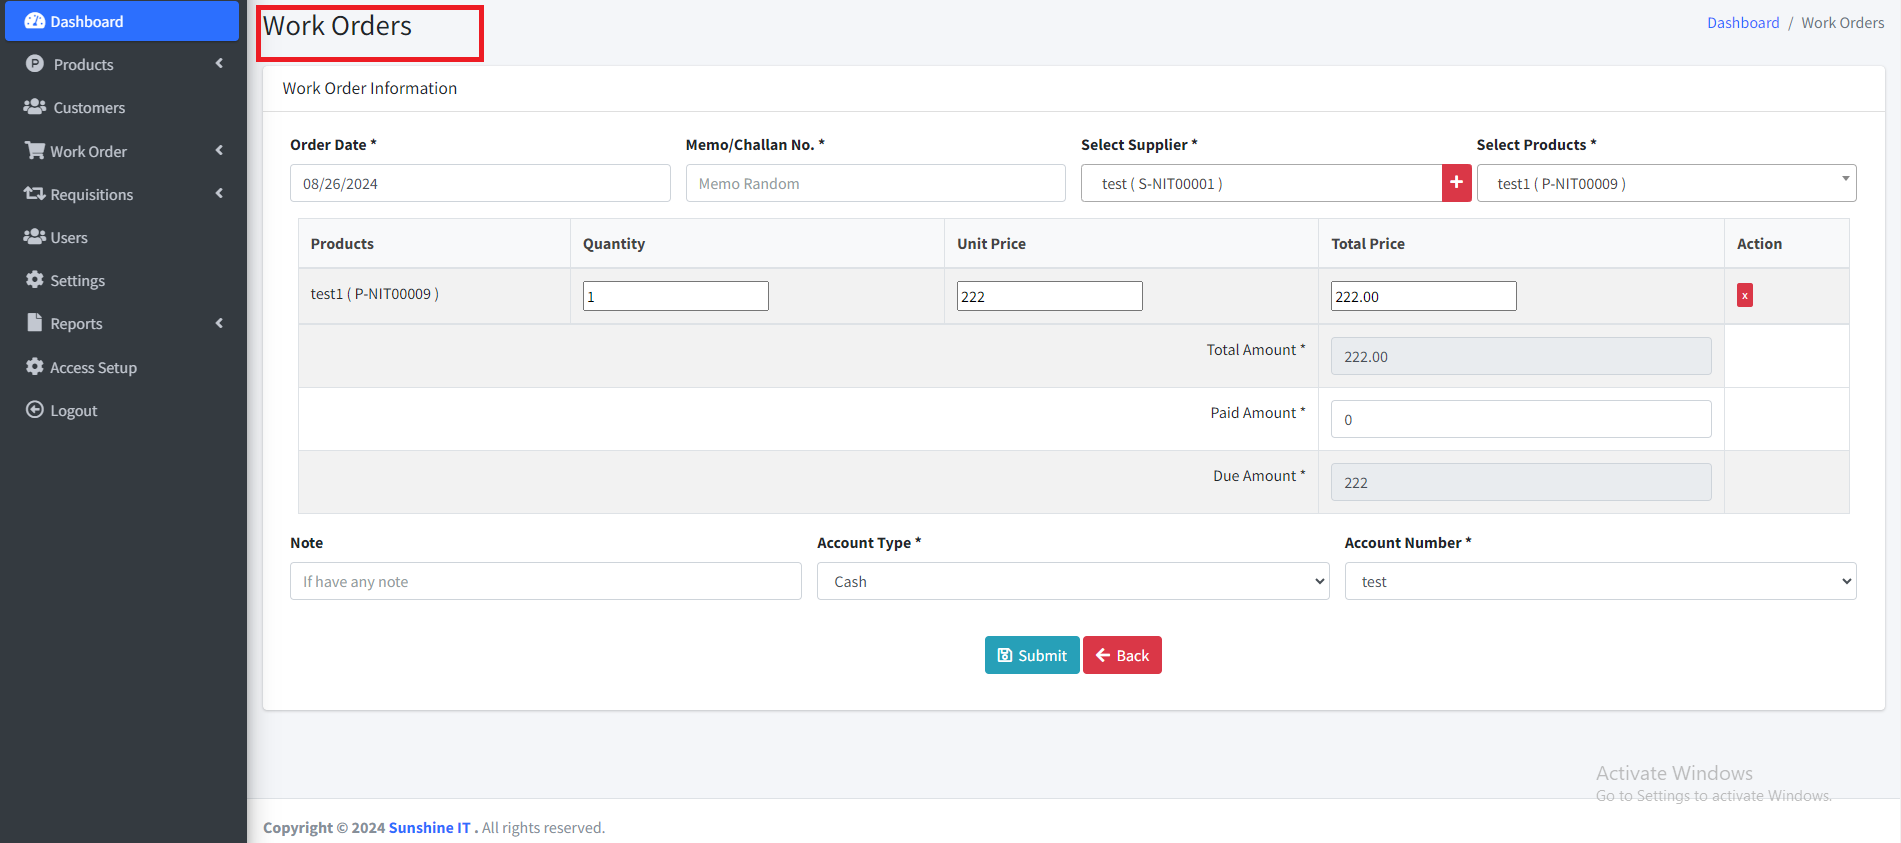 Dashboard
Products
Customers
Work Order
Requisitions
Users
Settings
Reports
Access Setup
Logout
Work Orders
Dashboard / Work Orders
Work Order Information
Order Date * Memo/Challan No. * Select Supplier * Select Products *
08/26/2024 Memo Random test ( S-NIT00001 ) + test1 ( P-NIT00009 )
Products Quantity Unit Price Total Price Action
test1 ( P-NIT00009 ) 1 222 222.00 x
Total Amount * 222.00
Paid Amount * 0
Due Amount * 222
Note Account Type * Account Number *
If have any note Cash test
Submit Back
Activate Windows
Go to Settings to activate Windows.
Copyright © 2024 Sunshine IT . All rights reserved.